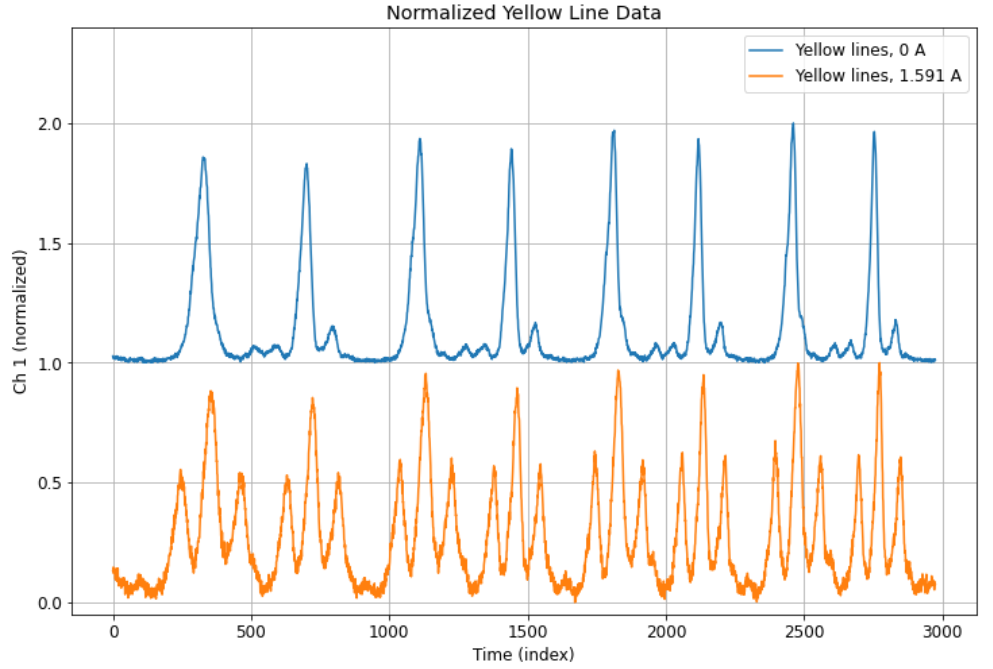 Normalized Yellow Line Data
Yellow lines, 0 A
Yellow lines, 1.591 A
Ch 1 (normalized)
2.0
1.5
1.0
0.5
0.0
0 500 1000 1500 2000 2500 3000
Time (index)